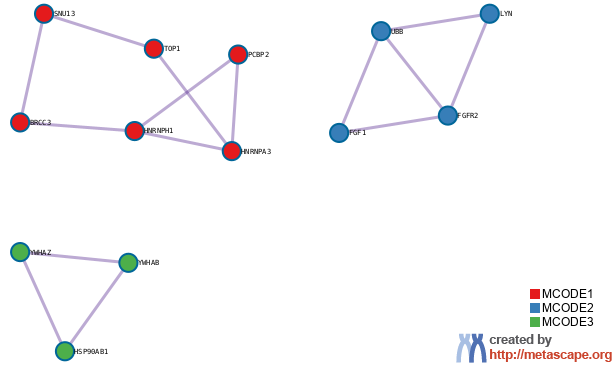 SNU13
TOP1
PCBP2
BRCC3
HNRNPH1
HNRNPA3
LYN
UBB
FGFR2
FGF1
YWHAZ
YWHAB
HSP90AB1
MCODE1
MCODE2
MCODE3
created by
http://metascape.org